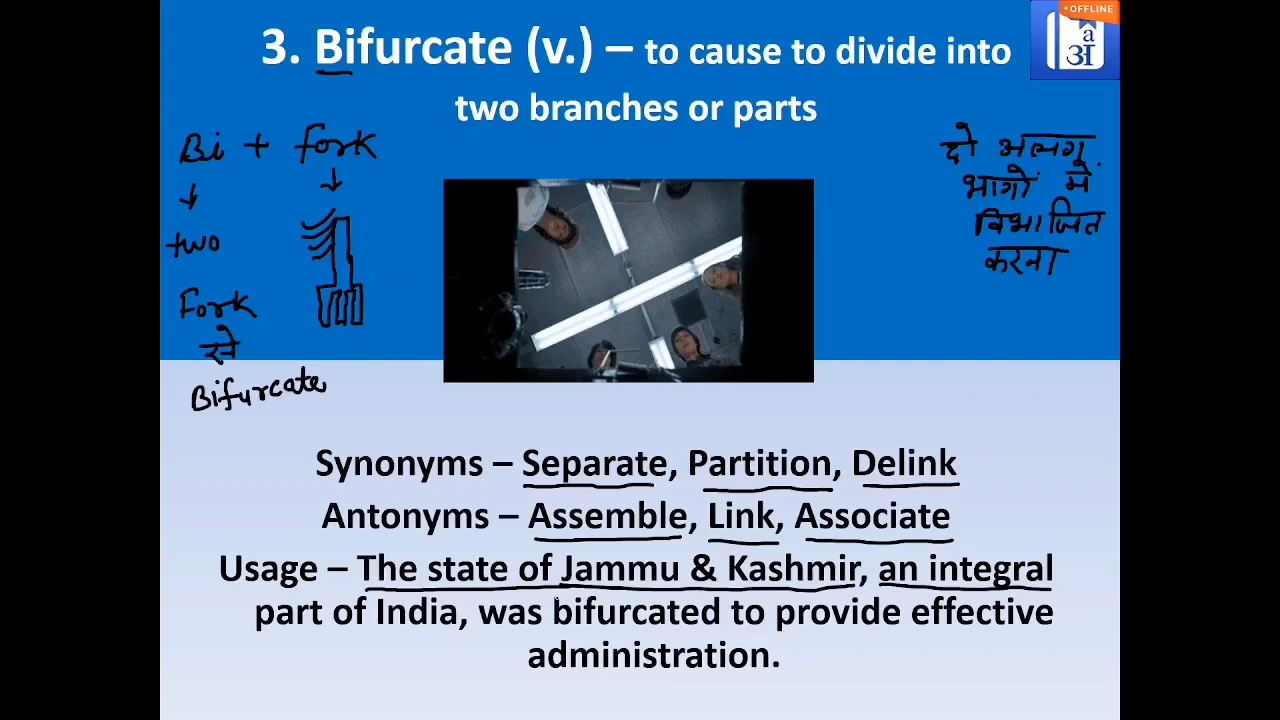 3. Bifurcate (v.) – to cause to divide into
two branches or parts
OFFLINE
a
अ
Bi + fork
↓ ↓
two
Fork
से
Bifurcate
दो अलग
भागों मे
विभाजित
करना
Synonyms – Separate, Partition, Delink
Antonyms – Assemble, Link, Associate
Usage – The state of Jammu & Kashmir, an integral
part of India, was bifurcated to provide effective
administration.